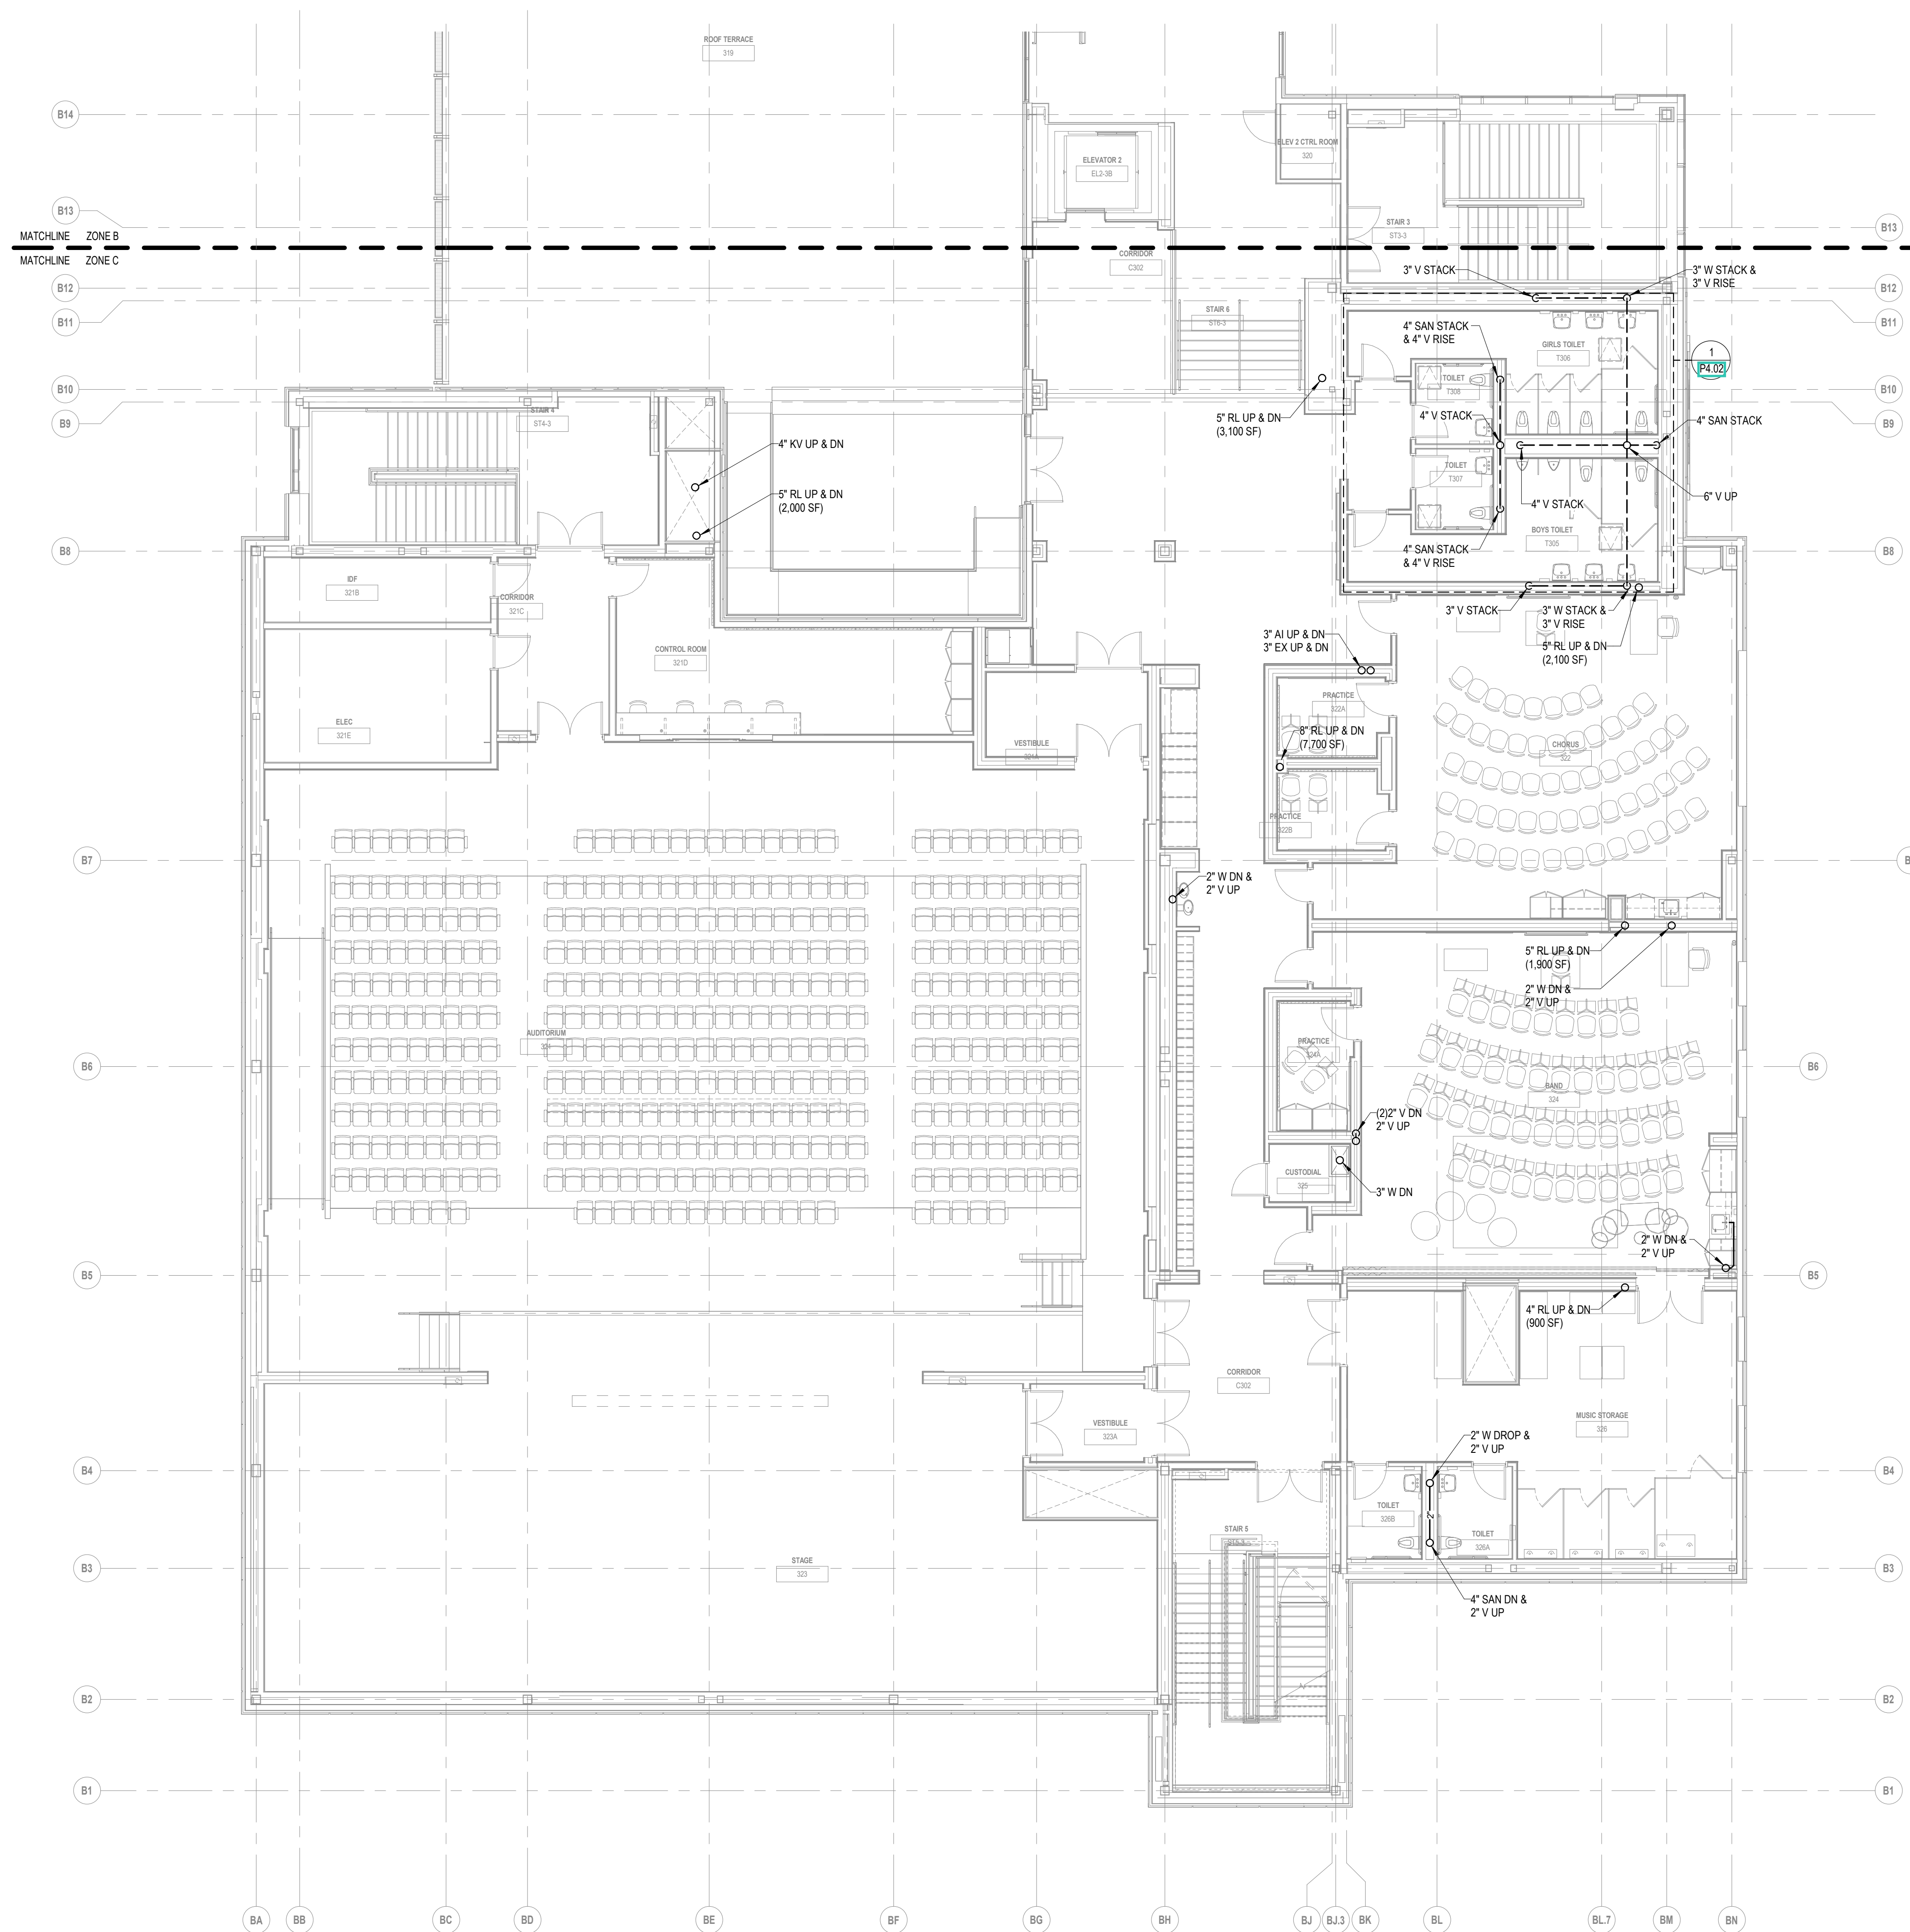 ROOF TERRACE
319
B14
ELEVATOR 2
EL2-3B
ELEV 2 CTRL ROOM
320
B13
STAIR 3
ST3-3
B13
MATCHLINE ZONE B
MATCHLINE ZONE C
CORRIDOR
C302
3" V STACK
3" W STACK &
3" V RISE
B12
B12
B11
B11
STAIR 6
ST6-3
4" SAN STACK
& 4" V RISE
GIRLS TOILET
T306
1
P4.02
TOILET
T308
B10
B10
B9
B9
STAIR 4
ST4-3
5" RL UP & DN
(3,100 SF)
4" V STACK
4" SAN STACK
4" KV UP & DN
TOILET
T307
5" RL UP & DN
(2,000 SF)
4" V STACK
6" V UP
BOYS TOILET
T305
B8
4" SAN STACK
& 4" V RISE
B8
IDF
321B
CORRIDOR
321C
3" V STACK
3" W STACK &
3" V RISE
3" AI UP & DN
3" EX UP & DN
5" RL UP & DN
(2,100 SF)
CONTROL ROOM
321D
PRACTICE
322A
ELEC
321E
8" RL UP & DN
(7,700 SF)
VESTIBULE
321A
CHORUS
322
PRACTICE
322B
B7
B
2" W DN &
2" V UP
5" RL UP & DN
(1,900 SF)
2" W DN &
2" V UP
AUDITORIUM
321
PRACTICE
324A
B6
B6
BAND
324
(2)2" V DN
2" V UP
CUSTODIAL
325
3" W DN
2" W DN &
2" V UP
B5
B5
4" RL UP & DN
(900 SF)
CORRIDOR
C302
VESTIBULE
323A
MUSIC STORAGE
326
2" W DROP &
2" V UP
B4
B4
TOILET
326B
2"
TOILET
326A
STAIR 5
STAGE
323
B3
B3
4" SAN DN &
2" V UP
B2
B2
B1
B1
BA BB BC BD BE BF BG BH BJ BJ.3 BK BL BL.7 BM BN